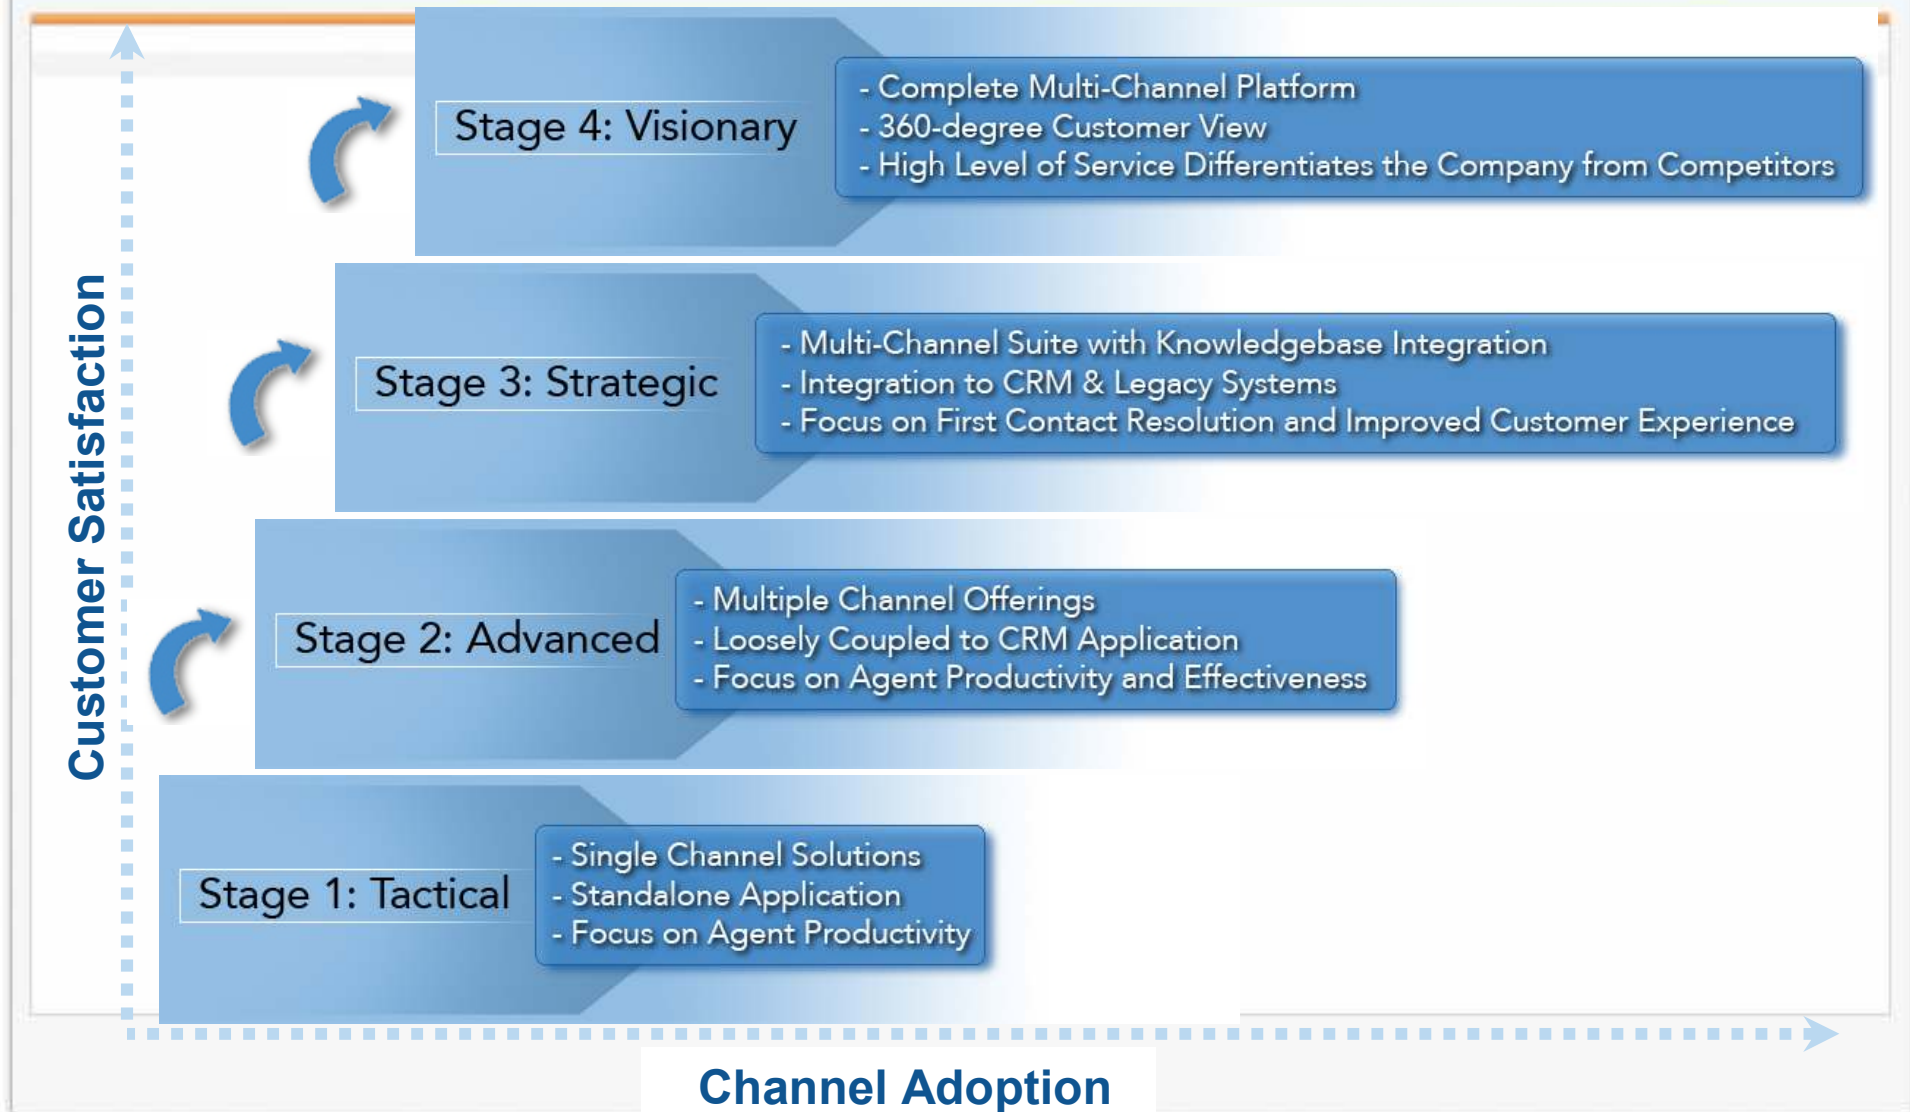 Stage 4: Visionary
- Complete Multi-Channel Platform
- 360-degree Customer View
- High Level of Service Differentiates the Company from Competitors
Stage 3: Strategic
- Multi-Channel Suite with Knowledgebase Integration
- Integration to CRM & Legacy Systems
- Focus on First Contact Resolution and Improved Customer Experience
Stage 2: Advanced
- Multiple Channel Offerings
- Loosely Coupled to CRM Application
- Focus on Agent Productivity and Effectiveness
Stage 1: Tactical
- Single Channel Solutions
- Standalone Application
- Focus on Agent Productivity
Customer Satisfaction
Channel Adoption